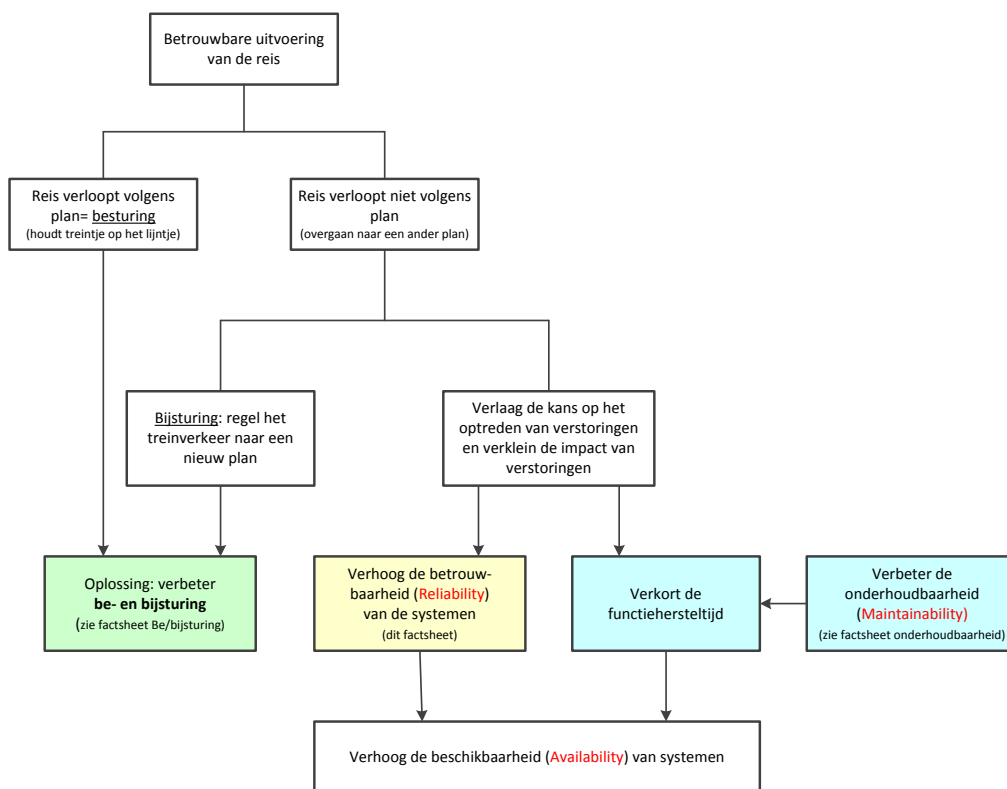 Betrouwbare uitvoering
van de reis
Reis verloopt volgens
plan= besturing
(houdt treintje op het lijntje)
Reis verloopt niet volgens
plan
(overgaan naar een ander plan)
Bijsturing: regel het
treinverkeer naar een
nieuw plan
Verlaag de kans op het
optreden van verstoringen
en verklein de impact van
verstoringen
Oplossing: verbeter
be- en bijsturing
(zie factsheet Be/bijsturing)
Verhoog de betrouw-
baarheid (Reliability)
van de systemen
(dit factsheet)
Verkort de
functiehersteltijd
Verbeter de
onderhoudbaarheid
(Maintainability)
(zie factsheet onderhoudbaarheid)
Verhoog de beschikbaarheid (Availability) van systemen